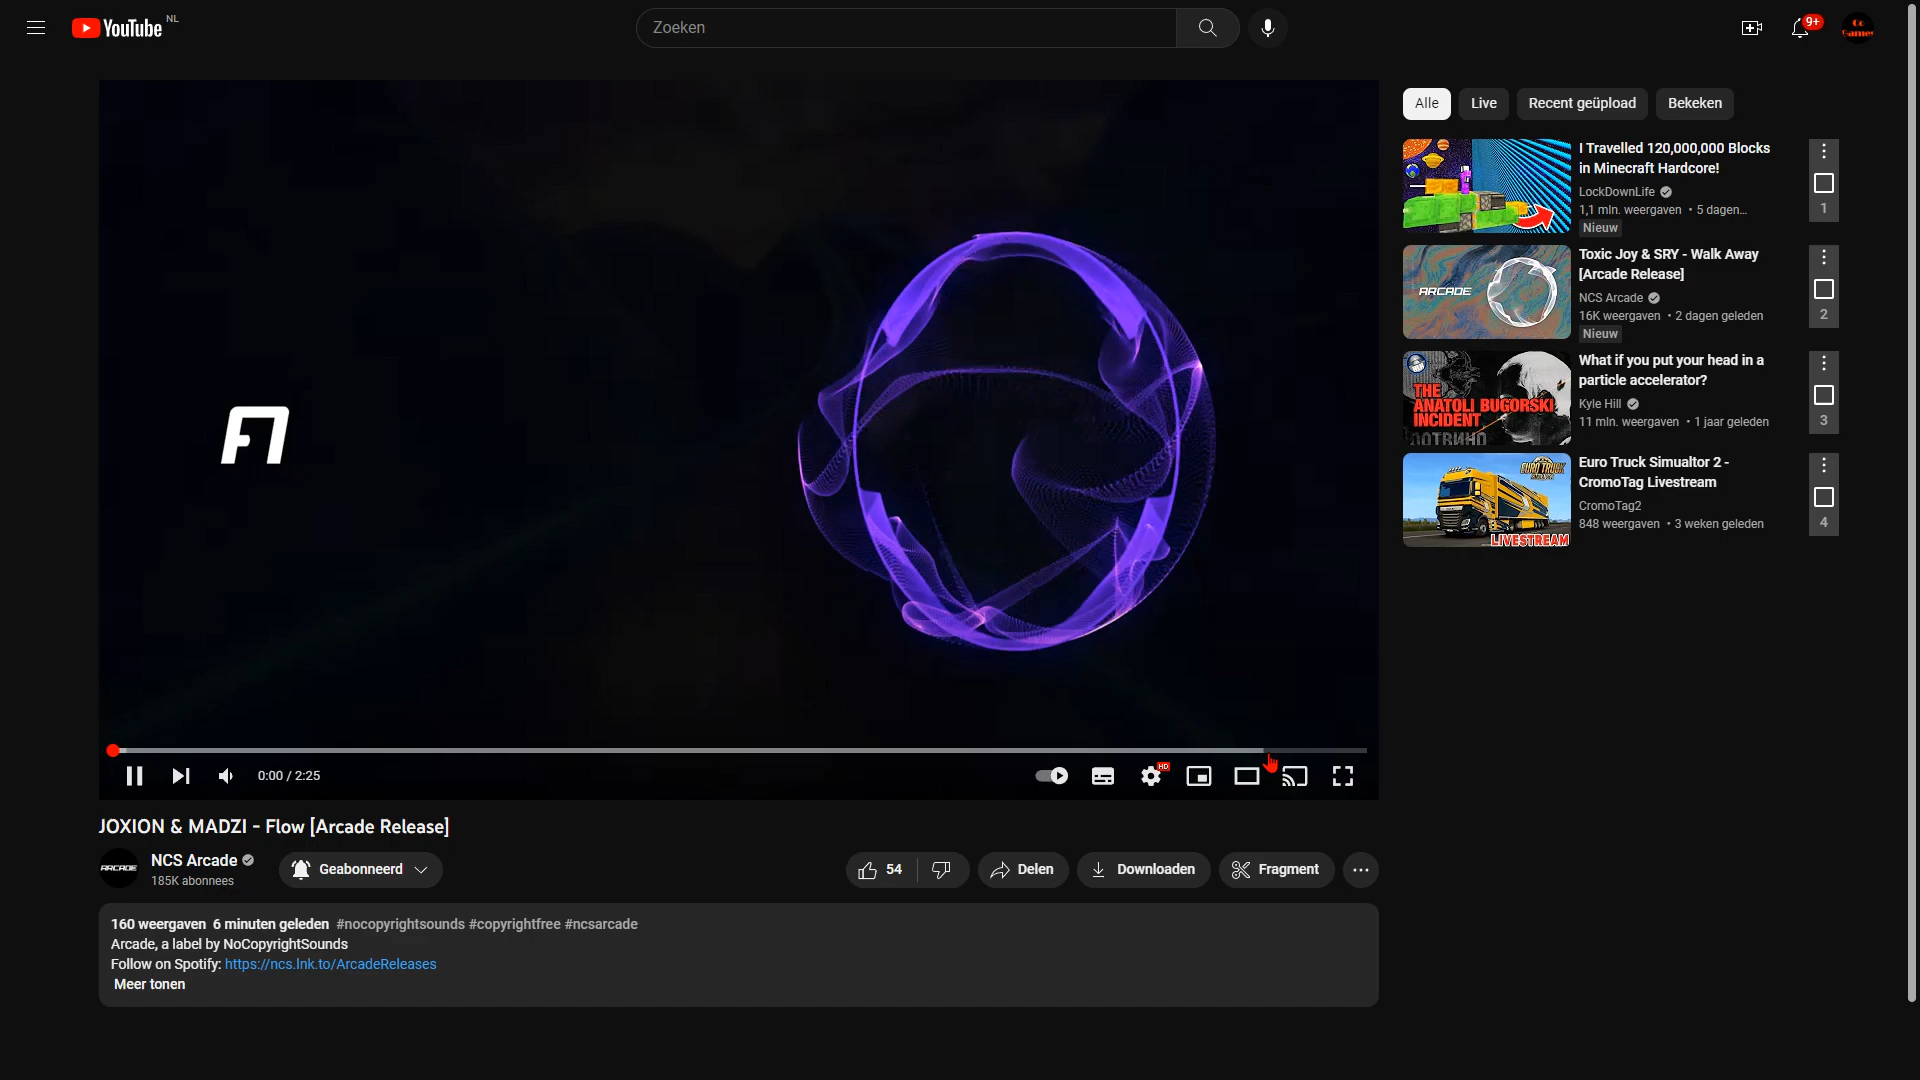 YouTube NL
Zoeken
9+
Co
Games
Alle
Live
Recent geüpload
Bekeken
I Travelled 120,000,000 Blocks
in Minecraft Hardcore!
LockDownLife
1,1 mln. weergaven • 5 dagen...
Nieuw
1
ARCADE
Toxic Joy & SRY - Walk Away
[Arcade Release]
NCS Arcade
16K weergaven • 2 dagen geleden
Nieuw
2
THE
ANATOLI BUGORSKI
INCIDENT
What if you put your head in a
particle accelerator?
Kyle Hill
11 mln. weergaven • 1 jaar geleden
3
EURO TRUCK
LIVESTREAM
Euro Truck Simualtor 2 -
CromoTag Livestream
CromoTag2
848 weergaven • 3 weken geleden
4
0:00 / 2:25
HD
JOXION & MADZI - Flow [Arcade Release]
ARCADE
NCS Arcade
185K abonnees
Geabonneerd
54
Delen
Downloaden
Fragment
160 weergaven 6 minuten geleden #nocopyrightsounds #copyrightfree #ncsarcade
Arcade, a label by NoCopyrightSounds
Follow on Spotify: https://ncs.lnk.to/ArcadeReleases
Meer tonen